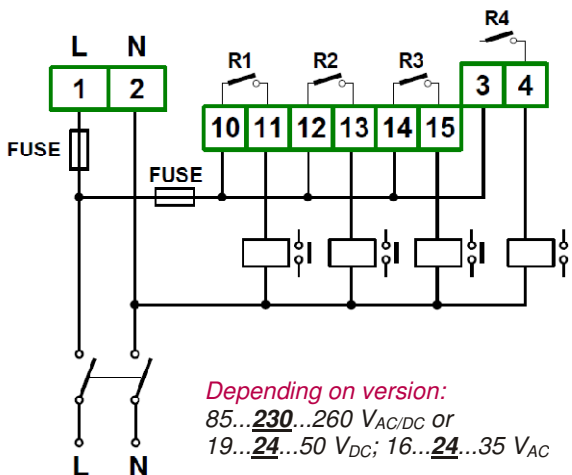 R4
L N R1 R2 R3
1 2 3 4
10 11 12 13 14 15
FUSE
FUSE
Depending on version:
85...230...260 VAC/DC or
19...24...50 VDC; 16...24...35 VAC
L N